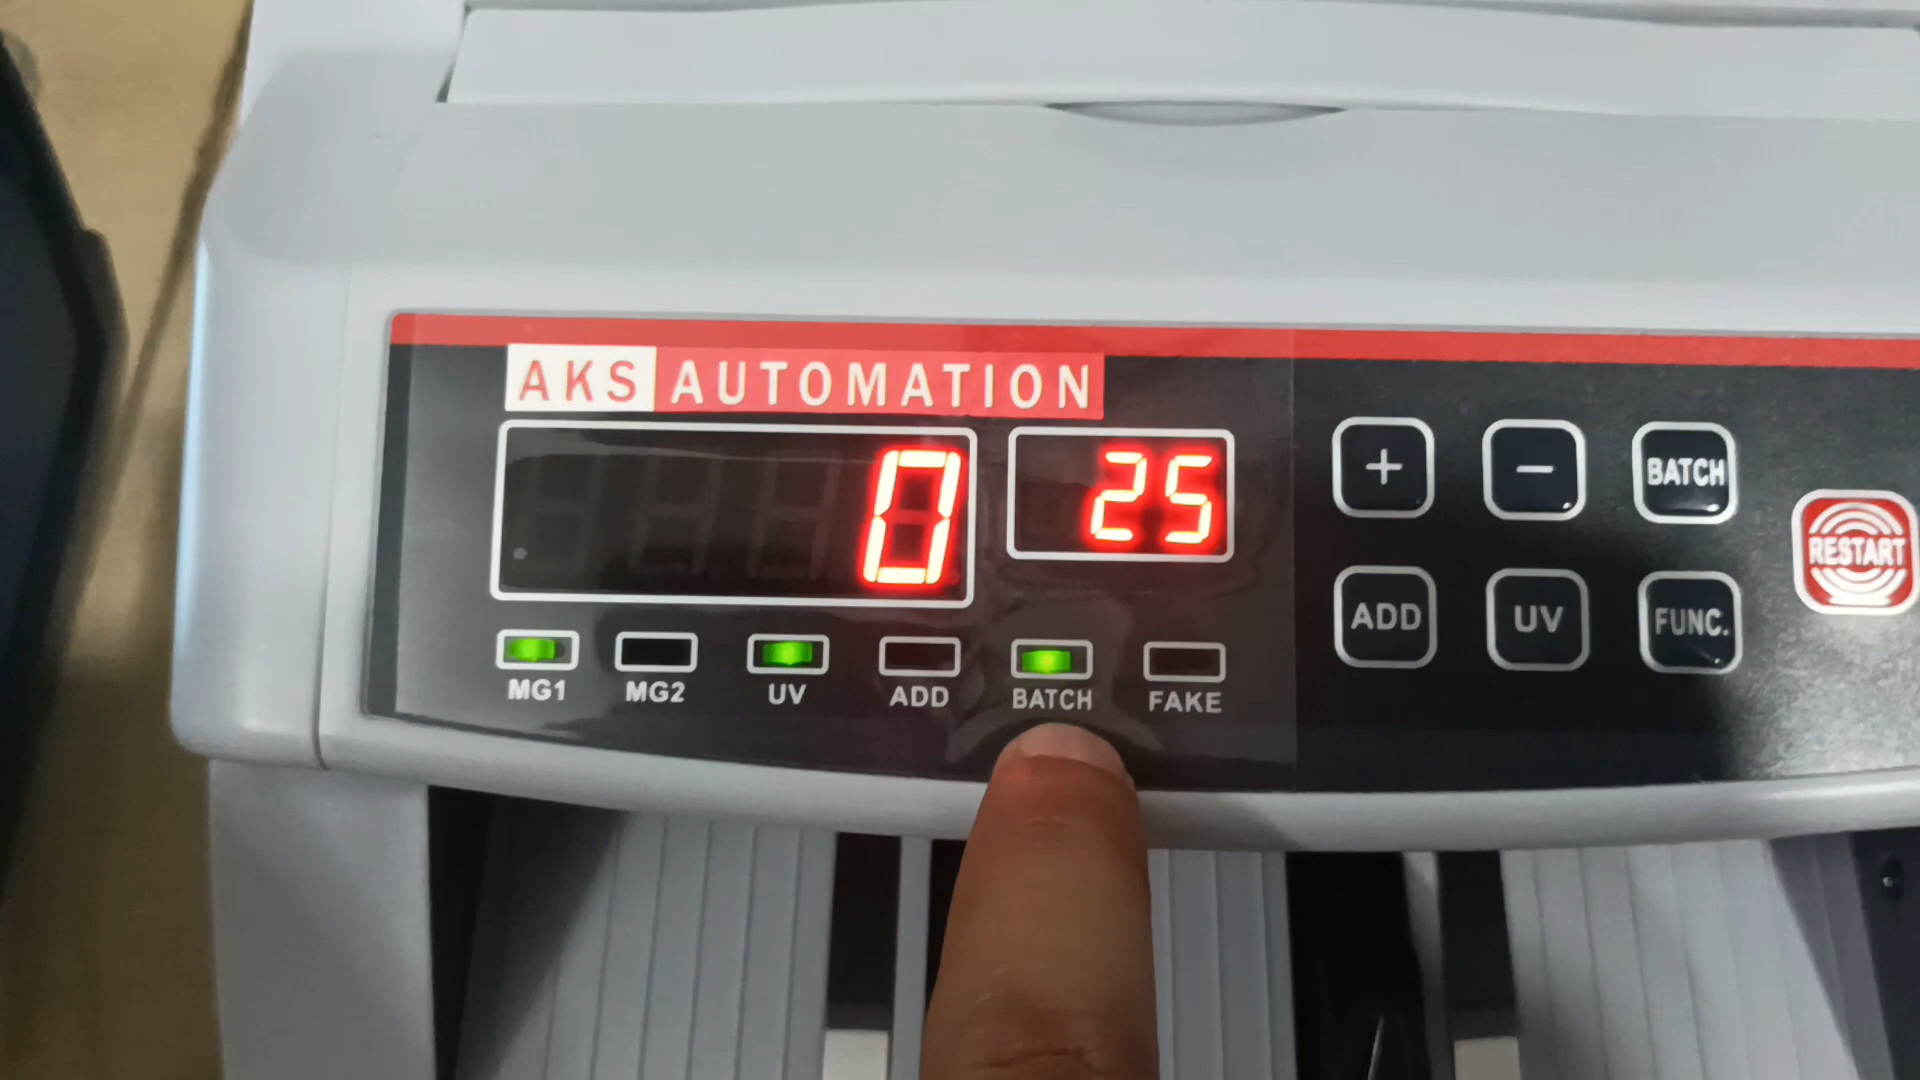 AKS AUTOMATION
0 25
+ - BATCH
RESTART
ADD UV FUNC.
MG1 MG2 UV ADD BATCH FAKE